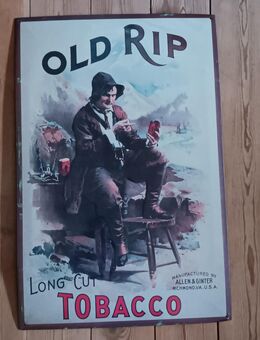 OLD RIP
LONG CUT
MANUFACTURED BY
ALLEN & GINTER
RICHMOND, VA. U.S.A.
TOBACCO